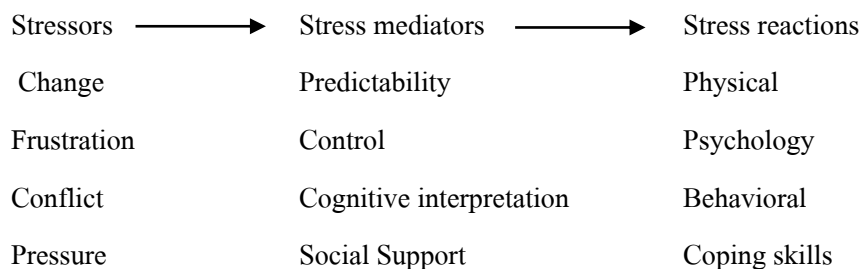 Stressors Stress mediators Stress reactions
Change Predictability Physical
Frustration Control Psychology
Conflict Cognitive interpretation Behavioral
Pressure Social Support Coping skills